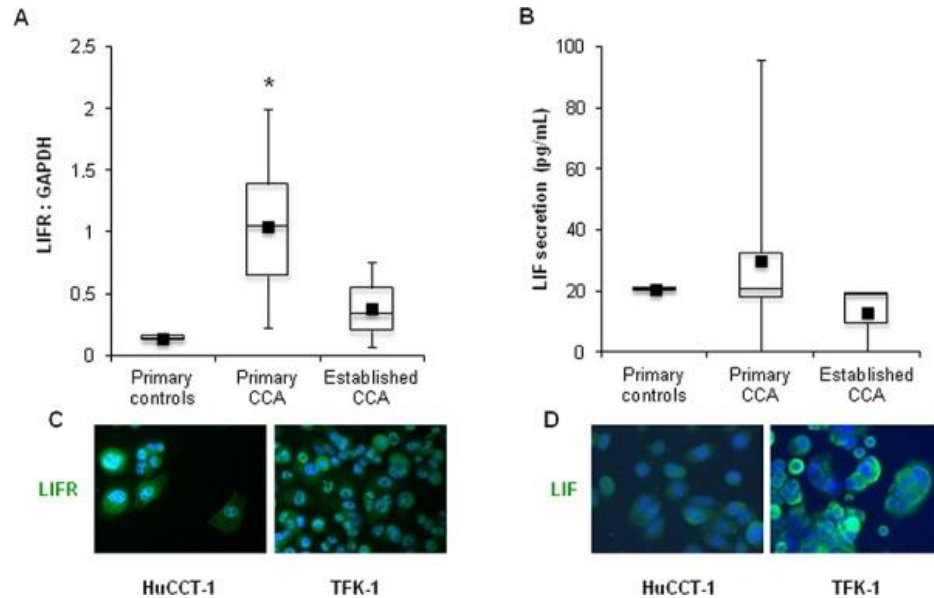 A
LIFR : GAPDH
2.5
2
1.5
1
0.5
0
*
Primary controls
Primary CCA
Established CCA
B
LIF secretion (pg/mL)
100
80
60
40
20
0
Primary controls
Primary CCA
Established CCA
C
LIFR
HuCCT-1
TFK-1
D
LIF
HuCCT-1
TFK-1